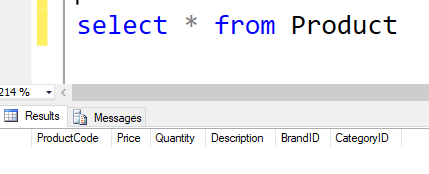 select * from Product
214 %
Results Messages
ProductCode Price Quantity Description BrandID CategoryID